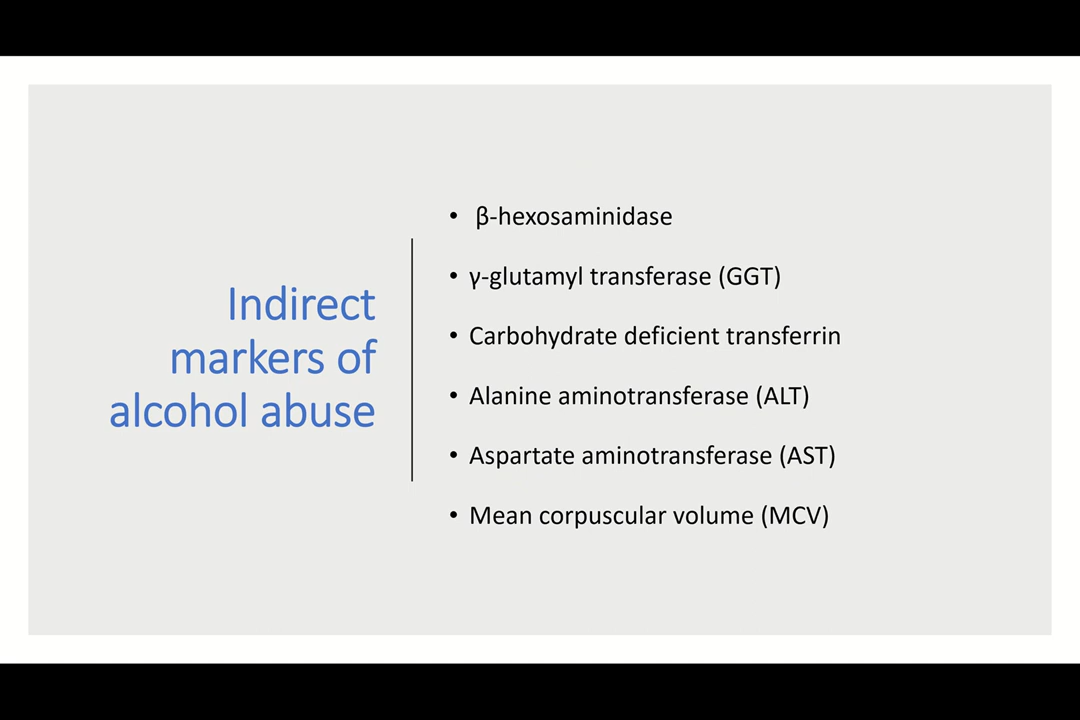 Indirect
markers of
alcohol abuse
• β-hexosaminidase
• γ-glutamyl transferase (GGT)
• Carbohydrate deficient transferrin
• Alanine aminotransferase (ALT)
• Aspartate aminotransferase (AST)
• Mean corpuscular volume (MCV)